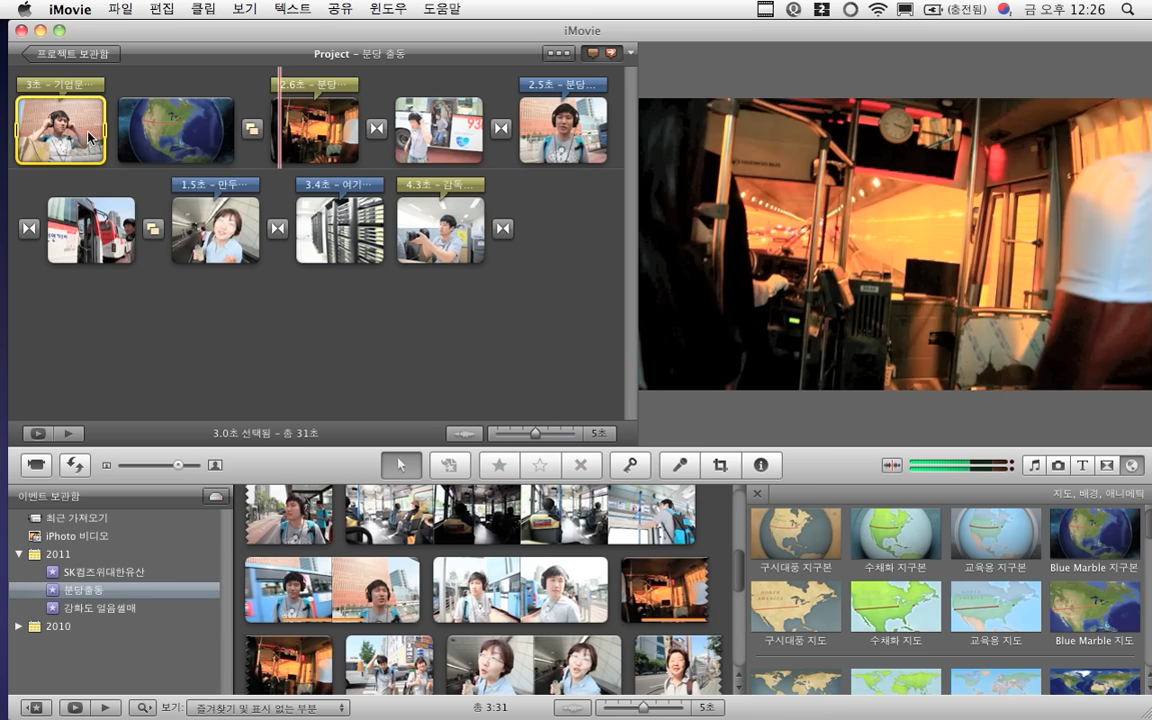 iMovie 파일 편집 클립 보기 텍스트 공유 윈도우 도움말
(충전됨) 금 오후 12:26
iMovie
프로젝트 보관함
Project - 분당 출동
3초 - 기업문…
2.6초 - 분당…
2.5초 - 분당…
1.5초 - 만두…
3.4초 - 여기…
4.3초 - 감독…
3.0초 선택됨 - 총 31초
5초
이벤트 보관함
최근 가져오기
iPhoto 비디오
2011
SK컴즈위대한유산
분당출동
강화도 얼음썰매
2010
지도, 배경, 애니메틱
구시대풍 지구본
수채화 지구본
교육용 지구본
Blue Marble 지구본
구시대풍 지도
수채화 지도
교육용 지도
Blue Marble 지도
보기:
즐겨찾기 및 표시 없는 부분
총 3:31
5초